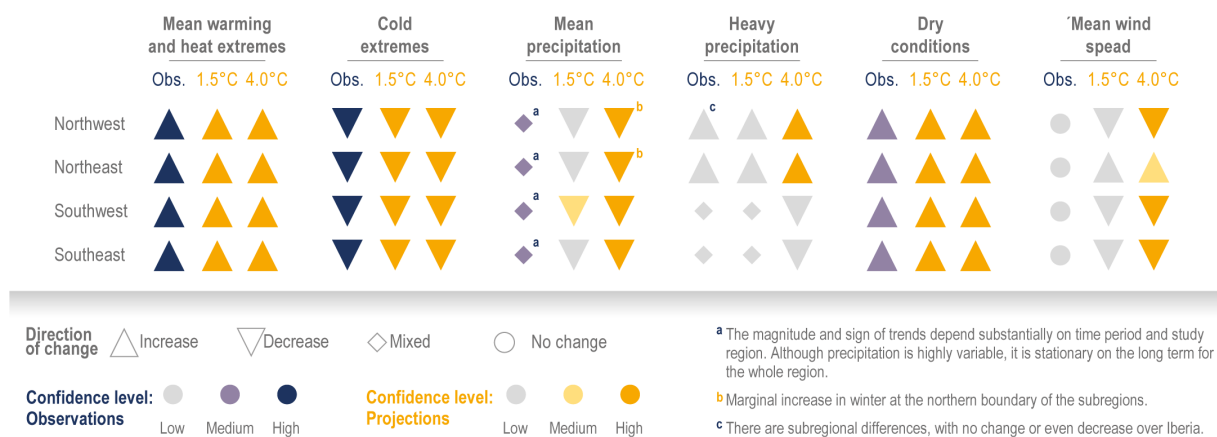 Mean warming and heat extremes
Cold extremes
Mean precipitation
Heavy precipitation
Dry conditions
´Mean wind spead
Obs. 1.5°C 4.0°C Obs. 1.5°C 4.0°C Obs. 1.5°C 4.0°C Obs. 1.5°C 4.0°C Obs. 1.5°C 4.0°C Obs. 1.5°C 4.0°C
Northwest a b c
Northeast a b
Southwest a
Southeast a
Direction of change
Increase
Decrease
Mixed
No change
Confidence level: Observations
Low Medium High
Confidence level: Projections
Low Medium High
a The magnitude and sign of trends depend substantially on time period and study
region. Although precipitation is highly variable, it is stationary on the long term for
the whole region.
b Marginal increase in winter at the northern boundary of the subregions.
c There are subregional differences, with no change or even decrease over Iberia.